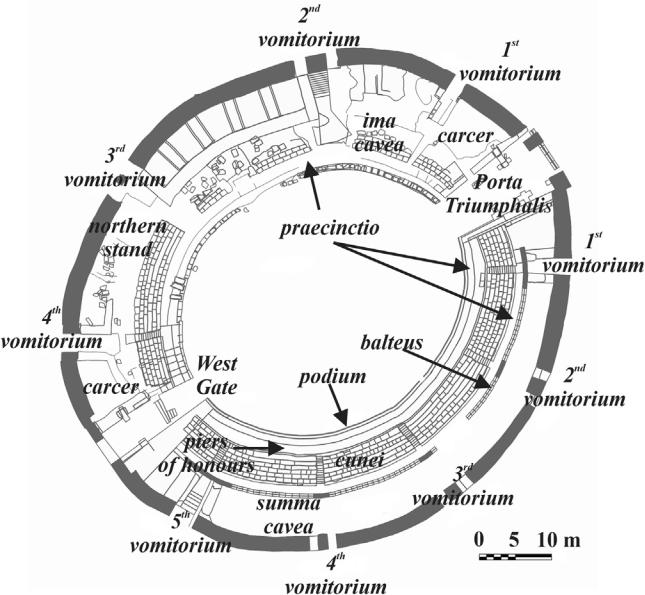 2nd
vomitorium
1st
vomitorium
ima
cavea
carcer
3rd
vomitorium
Porta
Triumphalis
northern
stand
praecinctio
1st
vomitorium
4th
vomitorium
balteus
West
Gate
carcer
podium
2nd
vomitorium
piers
of honours
cunei
3rd
vomitorium
summa
cavea
5th
vomitorium
4th
vomitorium
0 5 10 m